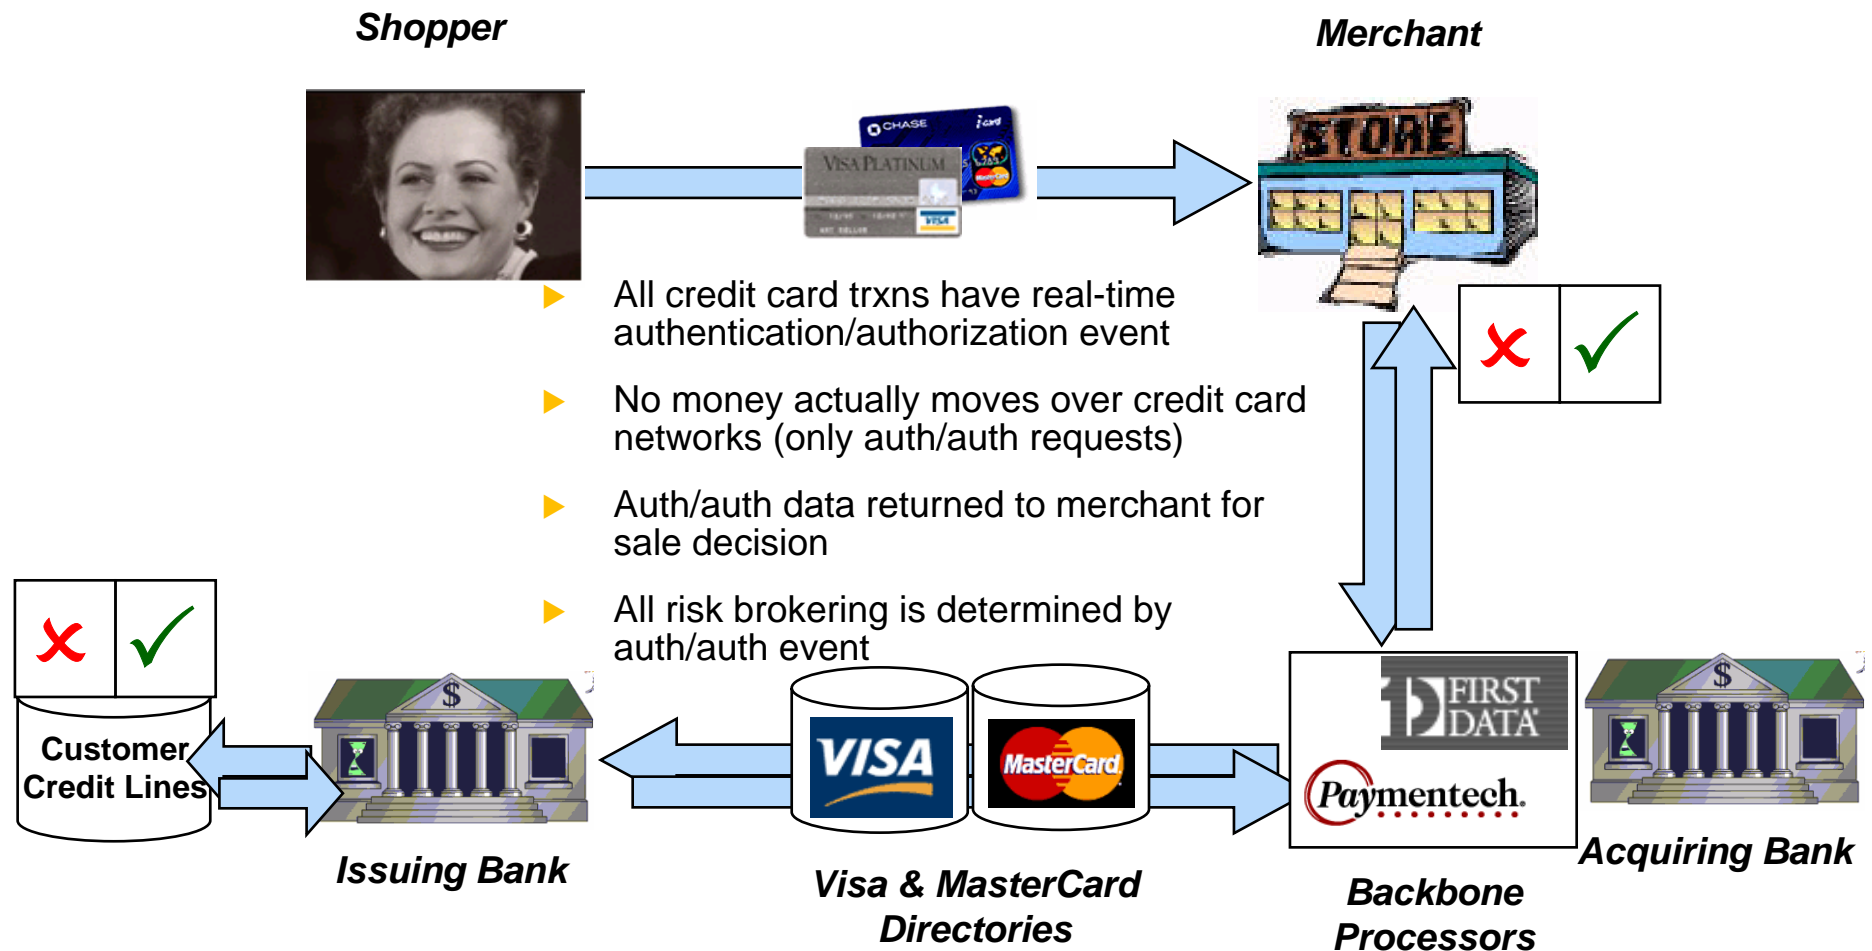 Shopper
Merchant
CHASE
icard
VISA PLATINUM
MasterCard
VISA
STORE
All credit card trxns have real-time
authentication/authorization event
No money actually moves over credit card
networks (only auth/auth requests)
Auth/auth data returned to merchant for
sale decision
All risk brokering is determined by
auth/auth event
$
Customer
Credit Lines
VISA
MasterCard
FIRST
DATA
Paymentech.
$
Issuing Bank
Visa & MasterCard
Directories
Backbone
Processors
Acquiring Bank